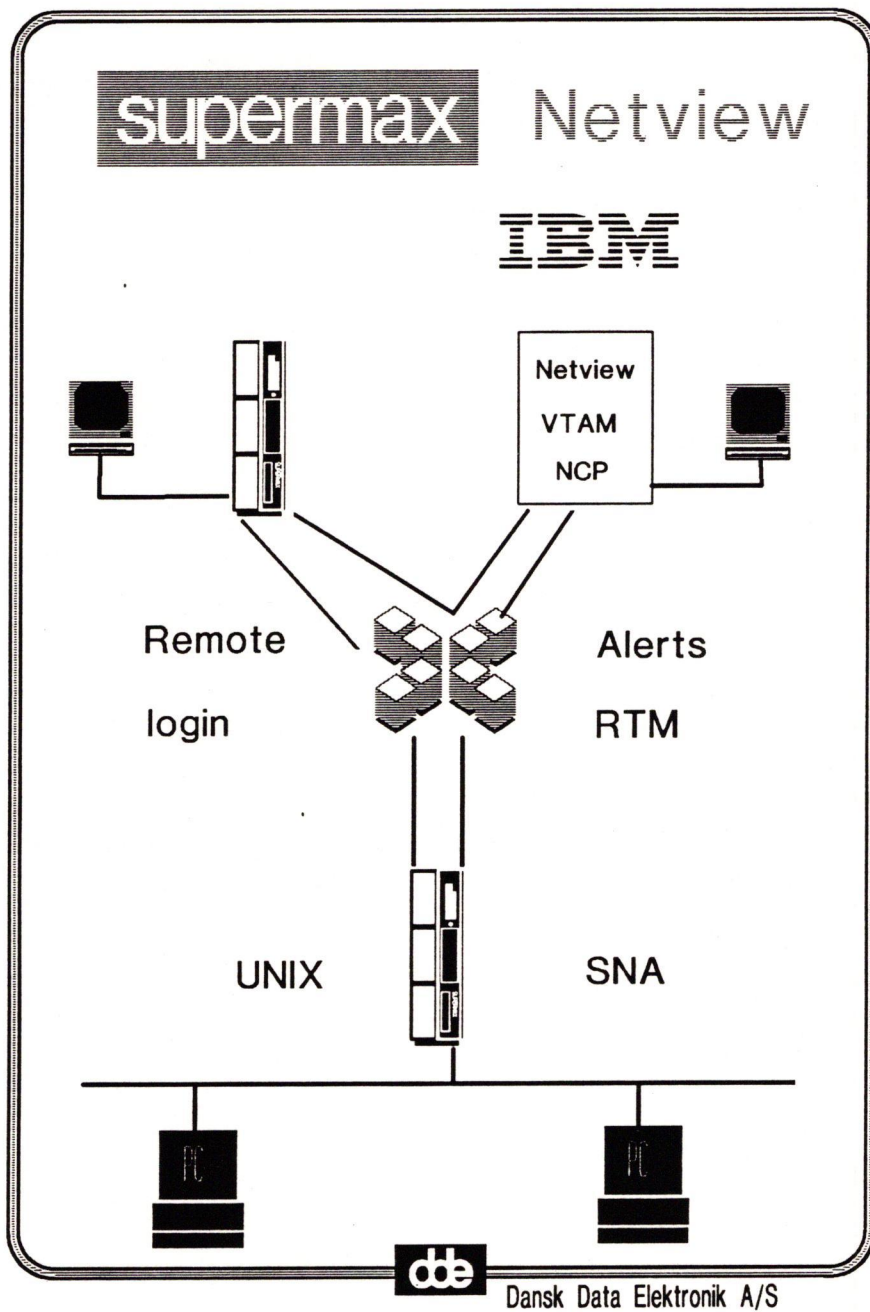 supermax Netview
IBM
Netview
VTAM
NCP
Remote
login
Alerts
RTM
UNIX
SNA
PC
PC
dde
Dansk Data Elektronik A/S